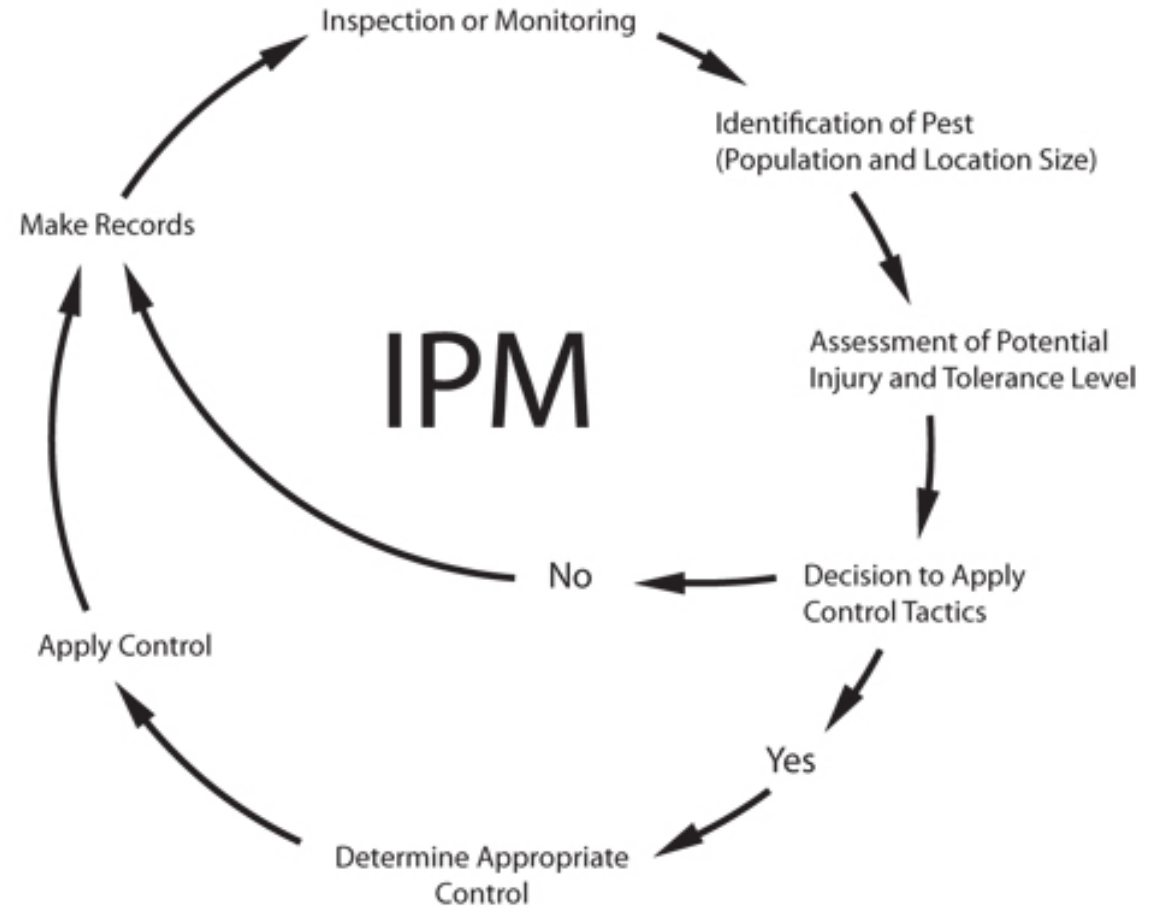 Inspection or Monitoring
Identification of Pest
(Population and Location Size)
Assessment of Potential
Injury and Tolerance Level
Decision to Apply
Control Tactics
No
Yes
Determine Appropriate
Control
Apply Control
Make Records
IPM